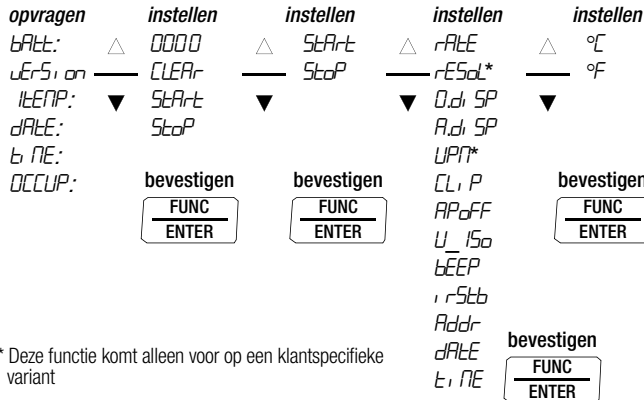 opvragen instellen instellen instellen instellen
bAtt: 0000 StArt rAtE °C
vErSion CLEAr StoP rESoL* °F
ItEMP: StArt 0.diSP
dAtE: StoP A.diSP
tiME: UPM*
OCCUP: bevestigen bevestigen CLiP bevestigen
FUNC FUNC APoFF FUNC
ENTER ENTER U_ISo ENTER
bEEP
irStb
Addr
* Deze functie komt alleen voor op een klantspecifieke dAtE bevestigen
variant tiME FUNC
ENTER